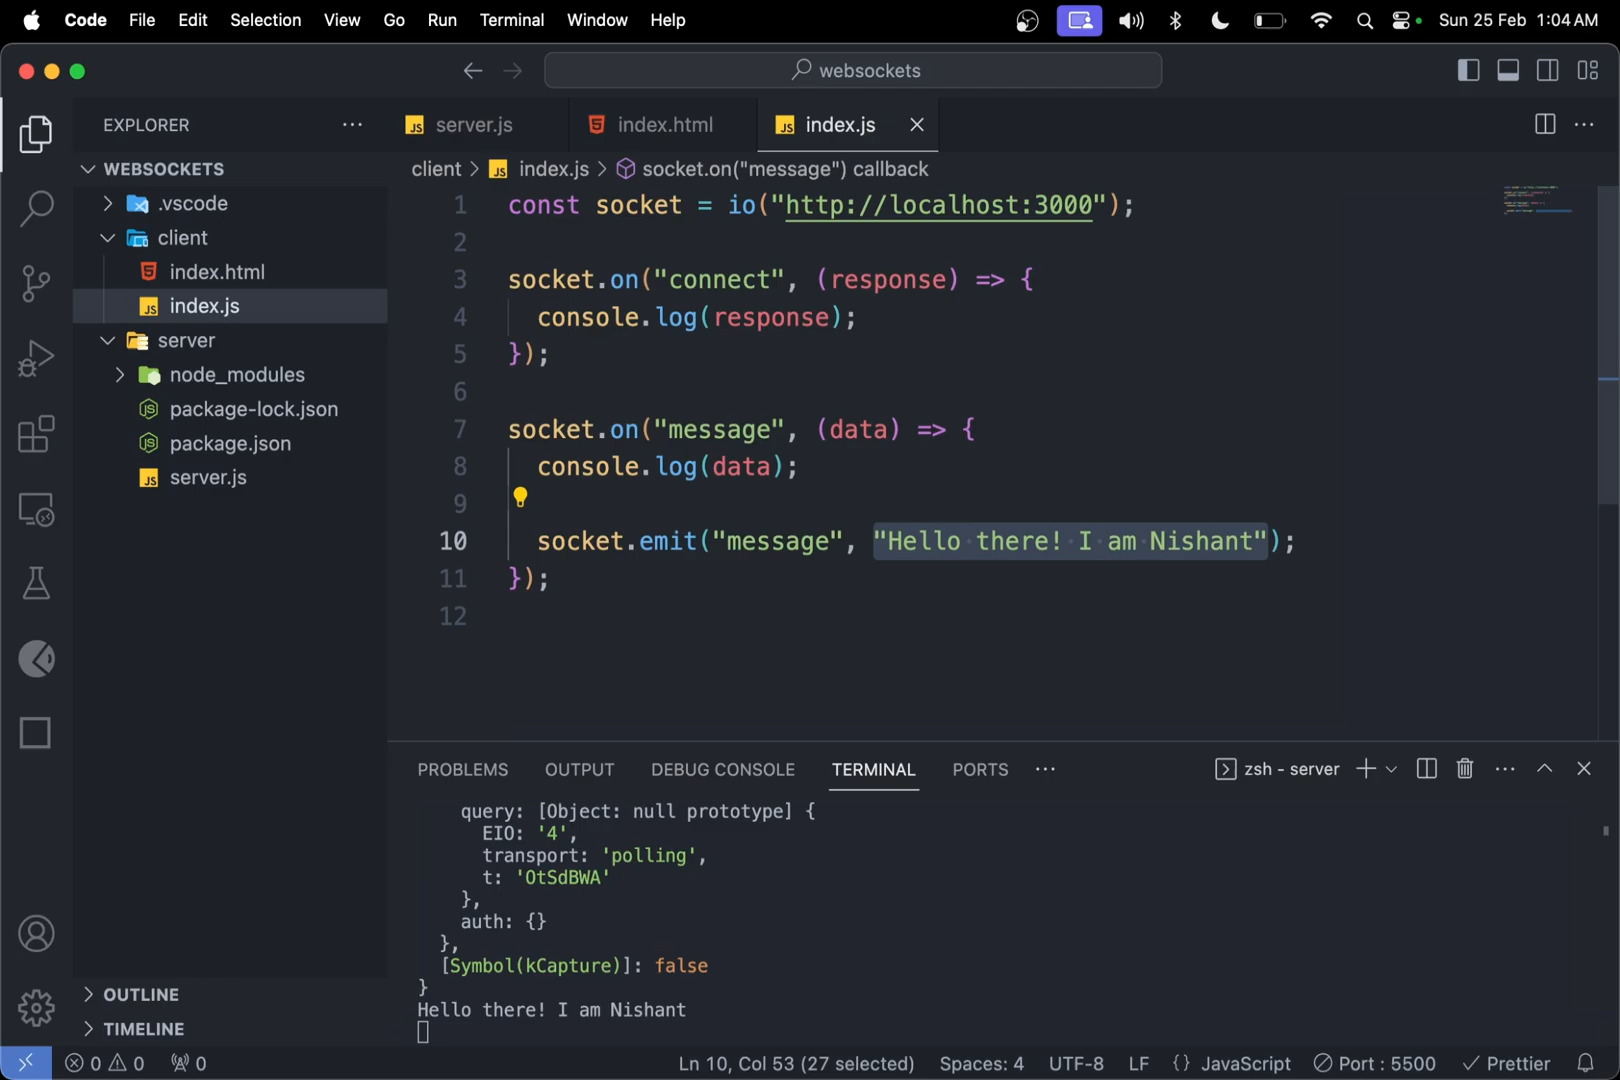 Code File Edit Selection View Go Run Terminal Window Help Sun 25 Feb 1:04 AM
websockets
EXPLORER
server.js index.html index.js
WEBSOCKETS
client > index.js > socket.on("message") callback
.vscode
client
index.html
index.js
server
node_modules
package-lock.json
package.json
server.js
OUTLINE
TIMELINE
1 const socket = io("http://localhost:3000");
2
3 socket.on("connect", (response) => {
4 console.log(response);
5 });
6
7 socket.on("message", (data) => {
8 console.log(data);
9
10 socket.emit("message", "Hello·there!·I·am·Nishant");
11 });
12
PROBLEMS OUTPUT DEBUG CONSOLE TERMINAL PORTS zsh - server
query: [Object: null prototype] {
EIO: '4',
transport: 'polling',
t: 'OtSdBWA'
},
auth: {}
},
[Symbol(kCapture)]: false
}
Hello there! I am Nishant
0 0 0 Ln 10, Col 53 (27 selected) Spaces: 4 UTF-8 LF {} JavaScript Port : 5500 Prettier